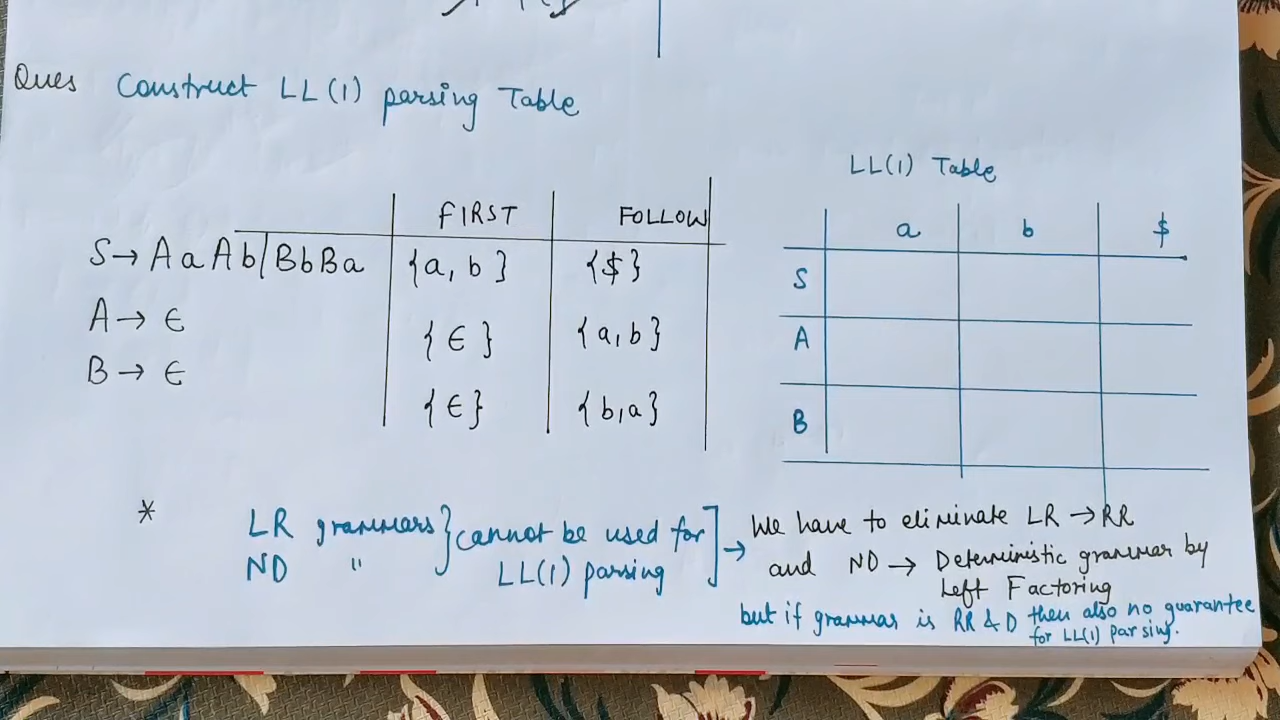 Ques Construct LL(1) parsing Table
LL(1) Table
FIRST FOLLOW
a b $
S → AaAb/BbBa {a, b} {$}
S
A → ∈ {∈} {a,b}
A
B → ∈ {∈} {b,a}
B
* LR grammars } cannot be used for ] → We have to eliminate LR → RR
ND " LL(1) parsing and ND → Deterministic grammar by
Left Factoring
but if grammar is RR & D then also no guarantee
for LL(1) parsing.